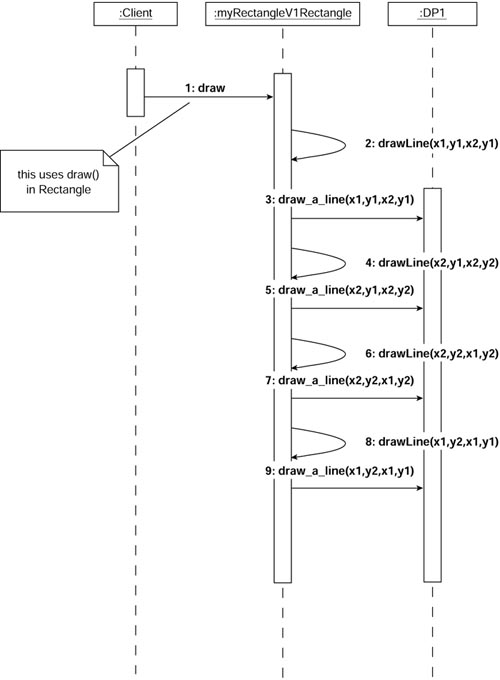 :Client
:myRectangleV1Rectangle
:DP1
1: draw
2: drawLine(x1,y1,x2,y1)
this uses draw()
in Rectangle
3: draw_a_line(x1,y1,x2,y1)
4: drawLine(x2,y1,x2,y2)
5: draw_a_line(x2,y1,x2,y2)
6: drawLine(x2,y2,x1,y2)
7: draw_a_line(x2,y2,x1,y2)
8: drawLine(x1,y2,x1,y1)
9: draw_a_line(x1,y2,x1,y1)